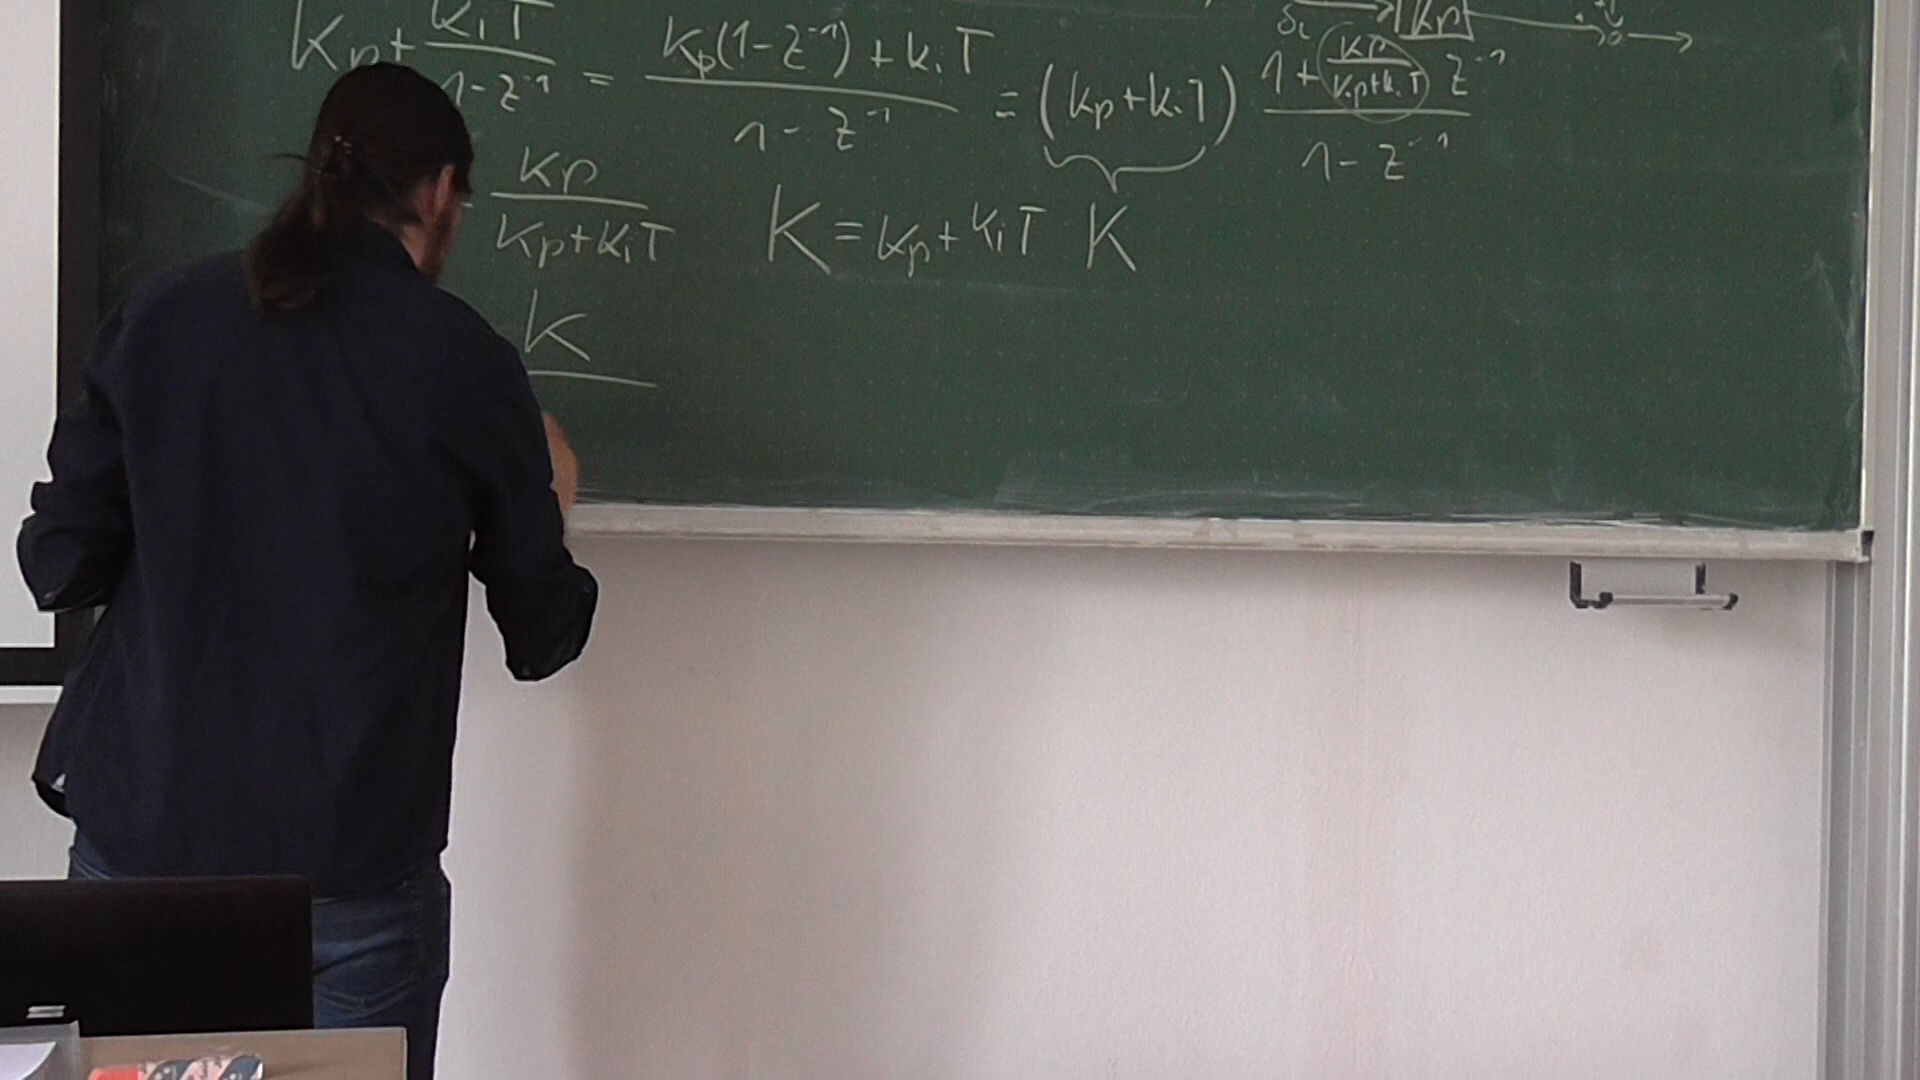 Kp + KiT / 1 - z⁻¹ = Kp(1 - z⁻¹) + KiT / 1 - z⁻¹ = (Kp + KiT) 1 + Kp / Kp + KiT z⁻¹ / 1 - z⁻¹
Kp / Kp + KiT K = Kp + KiT K
K
Kp